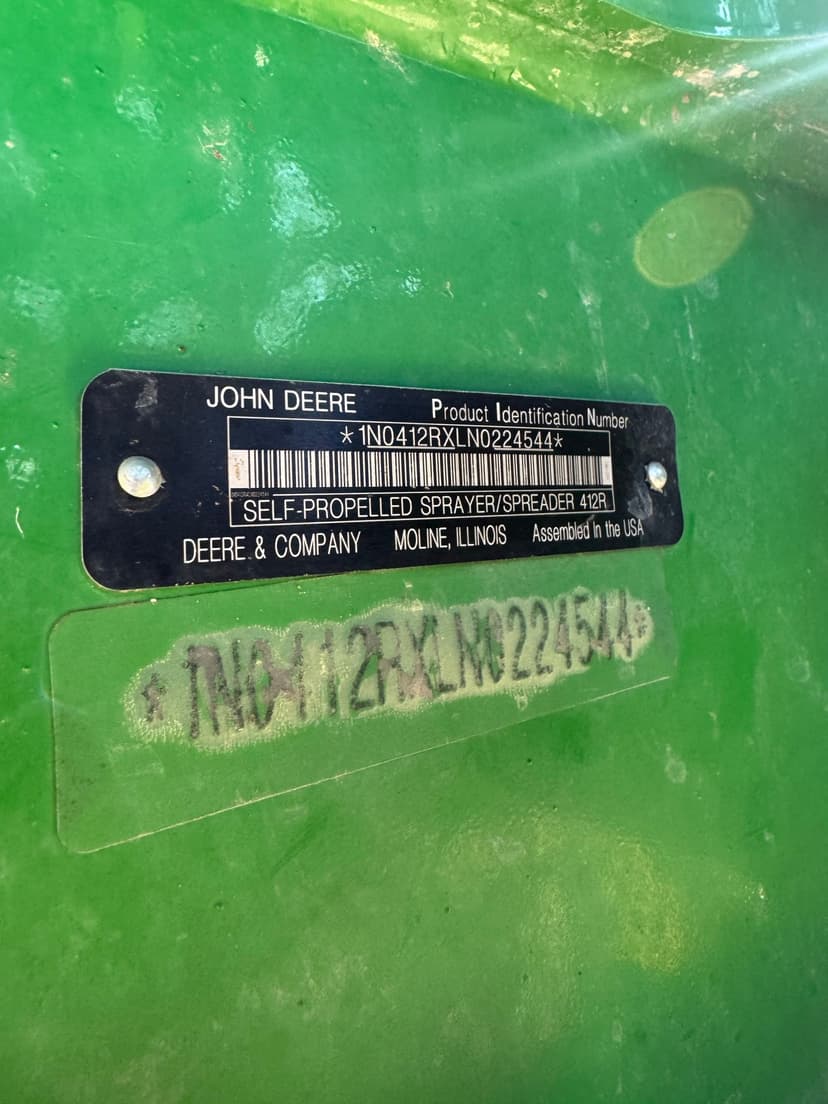 JOHN DEERE
Product Identification Number
*1N0412RXLN0224544*
SELF-PROPELLED SPRAYER/SPREADER 412R
DEERE & COMPANY MOLINE, ILLINOIS Assembled in the USA
*1N0412RXLN0224544*